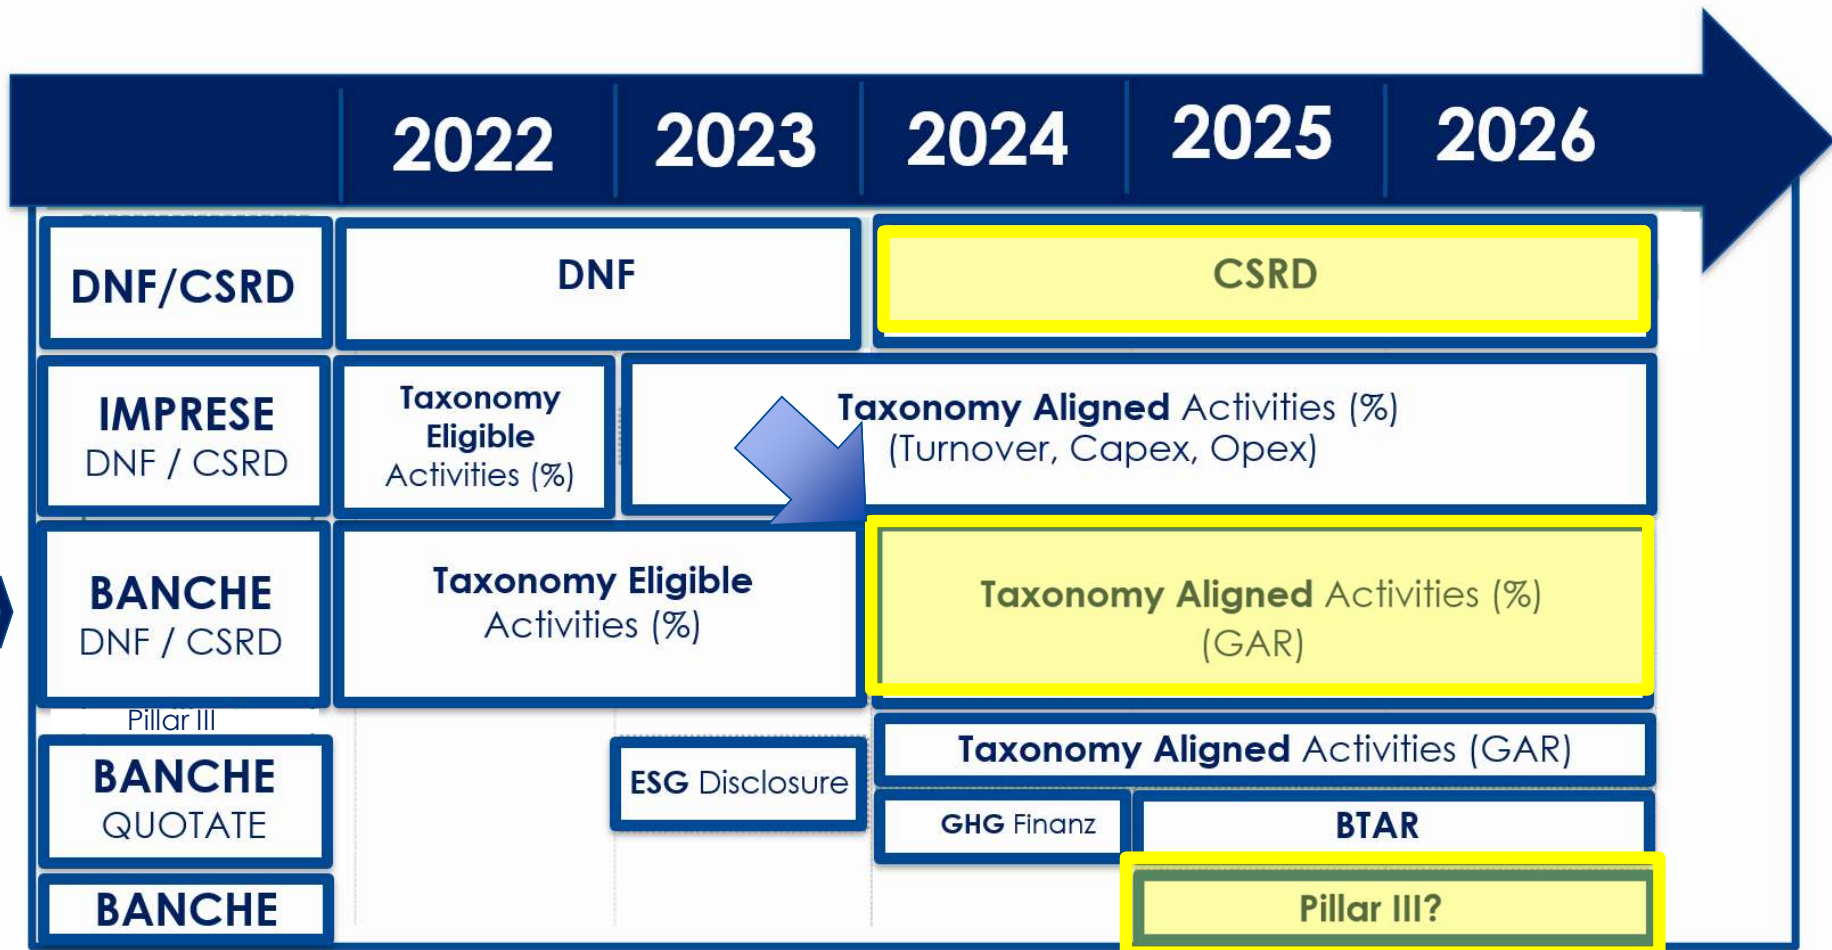 2022
2023
2024
2025
2026
DNF/CSRD
DNF
CSRD
IMPRESE
DNF / CSRD
Taxonomy
Eligible
Activities (%)
Taxonomy Aligned Activities (%)
(Turnover, Capex, Opex)
BANCHE
DNF / CSRD
Taxonomy Eligible
Activities (%)
Taxonomy Aligned Activities (%)
(GAR)
Pillar III
BANCHE
QUOTATE
ESG Disclosure
Taxonomy Aligned Activities (GAR)
GHG Finanz
BTAR
BANCHE
Pillar III?